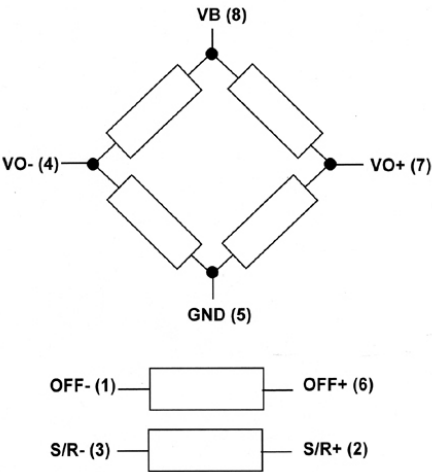 VB (8)
VO- (4)
VO+ (7)
GND (5)
OFF- (1)
OFF+ (6)
S/R- (3)
S/R+ (2)